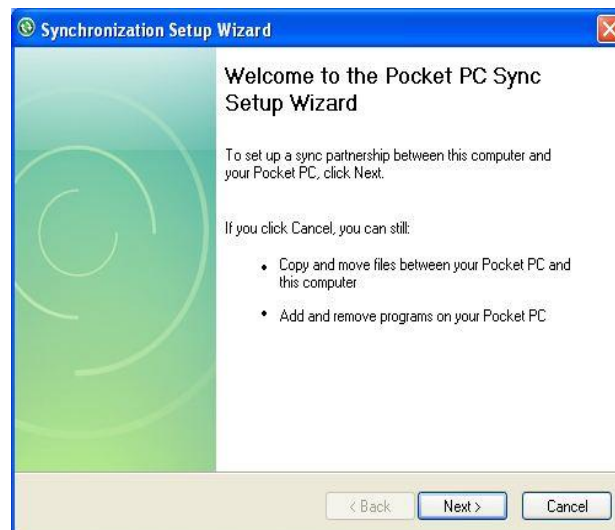 Synchronization Setup Wizard
Welcome to the Pocket PC Sync
Setup Wizard
To set up a sync partnership between this computer and
your Pocket PC, click Next.
If you click Cancel, you can still:
• Copy and move files between your Pocket PC and
this computer
• Add and remove programs on your Pocket PC
< Back Next > Cancel